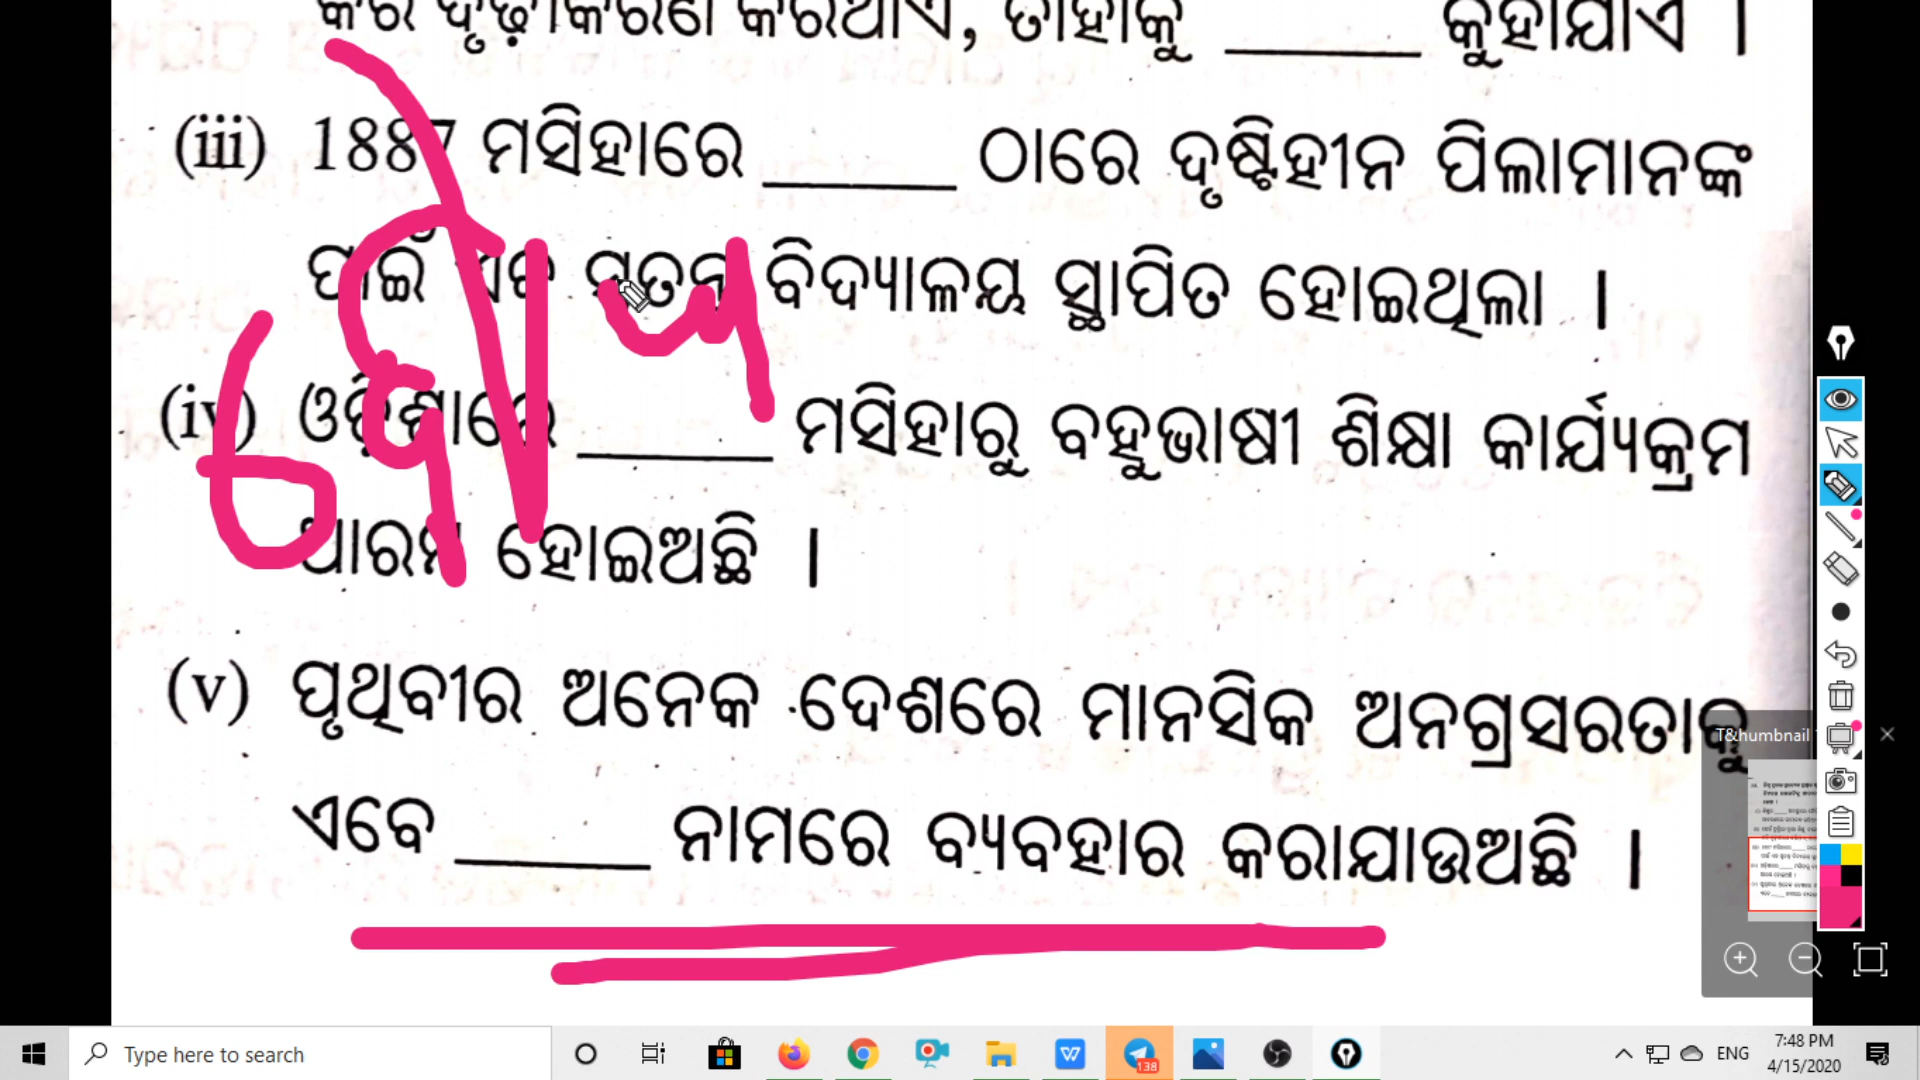 କରି ଦୃଢ଼ୀକରଣ କରିଥାଏ, ତାହାକୁ ______ କୁହାଯାଏ ।
(iii) 1887 ମସିହାରେ ______ ଠାରେ ଦୃଷ୍ଟିହୀନ ପିଲାମାନଙ୍କ
ପାଇଁ ଏକ ସ୍ୱତନ୍ତ୍ର ବିଦ୍ୟାଳୟ ସ୍ଥାପିତ ହୋଇଥିଲା ।
(iv) ଓଡ଼ିଶାରେ ______ ମସିହାରୁ ବହୁଭାଷୀ ଶିକ୍ଷା କାର୍ଯ୍ୟକ୍ରମ
ଆରମ୍ଭ ହୋଇଅଛି ।
(v) ପୃଥିବୀର ଅନେକ ଦେଶରେ ମାନସିକ ଅନଗ୍ରସରତାକୁ
ଏବେ ______ ନାମରେ ବ୍ୟବହାର କରାଯାଉଅଛି ।
T&humbnail
Type here to search
138
ENG
7:48 PM
4/15/2020